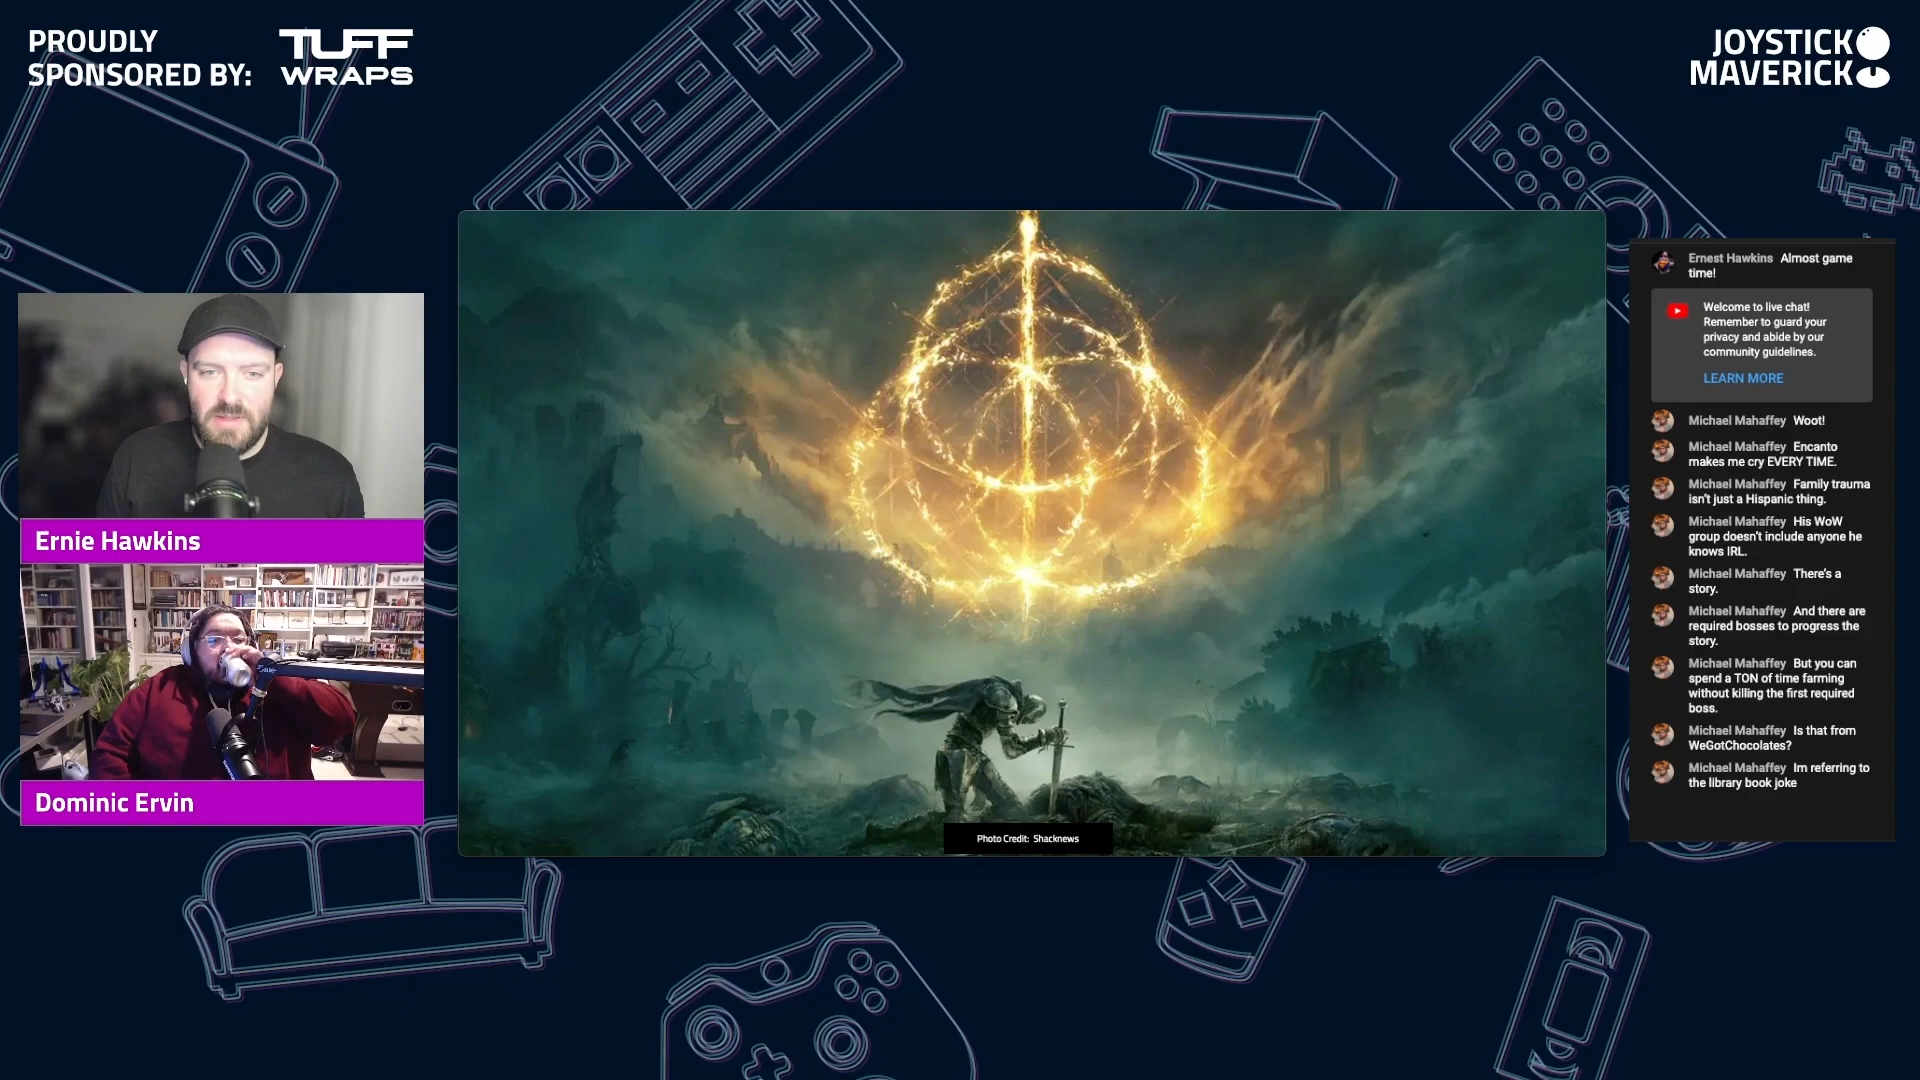 PROUDLY
SPONSORED BY:
TUFF
WRAPS
JOYSTICK
MAVERICK
Ernie Hawkins
Dominic Ervin
Photo Credit: Shacknews
Ernest Hawkins Almost game
time!
Welcome to live chat!
Remember to guard your
privacy and abide by our
community guidelines.
LEARN MORE
Michael Mahaffey Woot!
Michael Mahaffey Encanto
makes me cry EVERY TIME.
Michael Mahaffey Family trauma
isn't just a Hispanic thing.
Michael Mahaffey His WoW
group doesn't include anyone he
knows IRL.
Michael Mahaffey There's a
story.
Michael Mahaffey And there are
required bosses to progress the
story.
Michael Mahaffey But you can
spend a TON of time farming
without killing the first required
boss.
Michael Mahaffey Is that from
WeGotChocolates?
Michael Mahaffey Im referring to
the library book joke